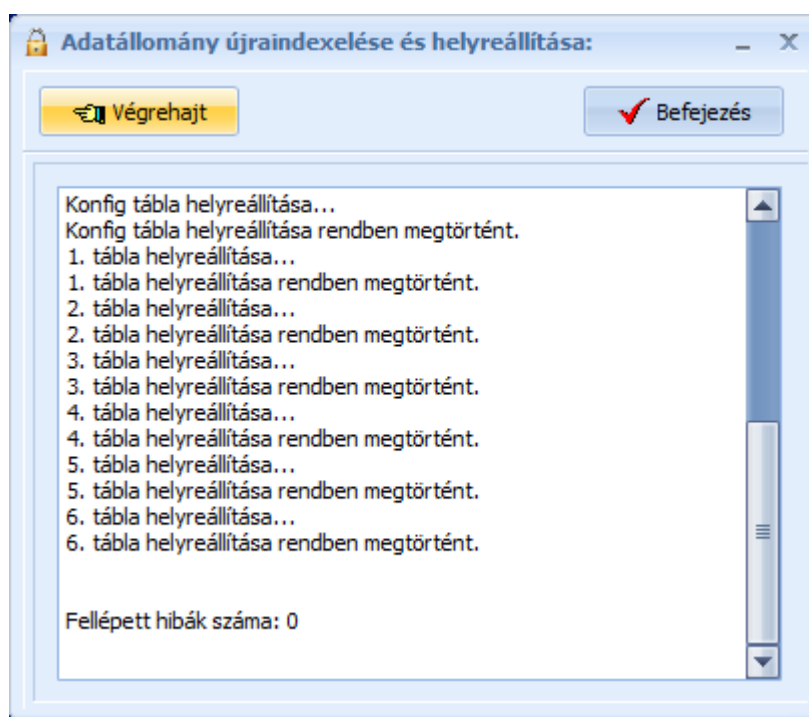 Adatállomány újraindexelése és helyreállítása:
Végrehajt
Befejezés
Konfig tábla helyreállítása...
Konfig tábla helyreállítása rendben megtörtént.
1. tábla helyreállítása...
1. tábla helyreállítása rendben megtörtént.
2. tábla helyreállítása...
2. tábla helyreállítása rendben megtörtént.
3. tábla helyreállítása...
3. tábla helyreállítása rendben megtörtént.
4. tábla helyreállítása...
4. tábla helyreállítása rendben megtörtént.
5. tábla helyreállítása...
5. tábla helyreállítása rendben megtörtént.
6. tábla helyreállítása...
6. tábla helyreállítása rendben megtörtént.
Fellépett hibák száma: 0